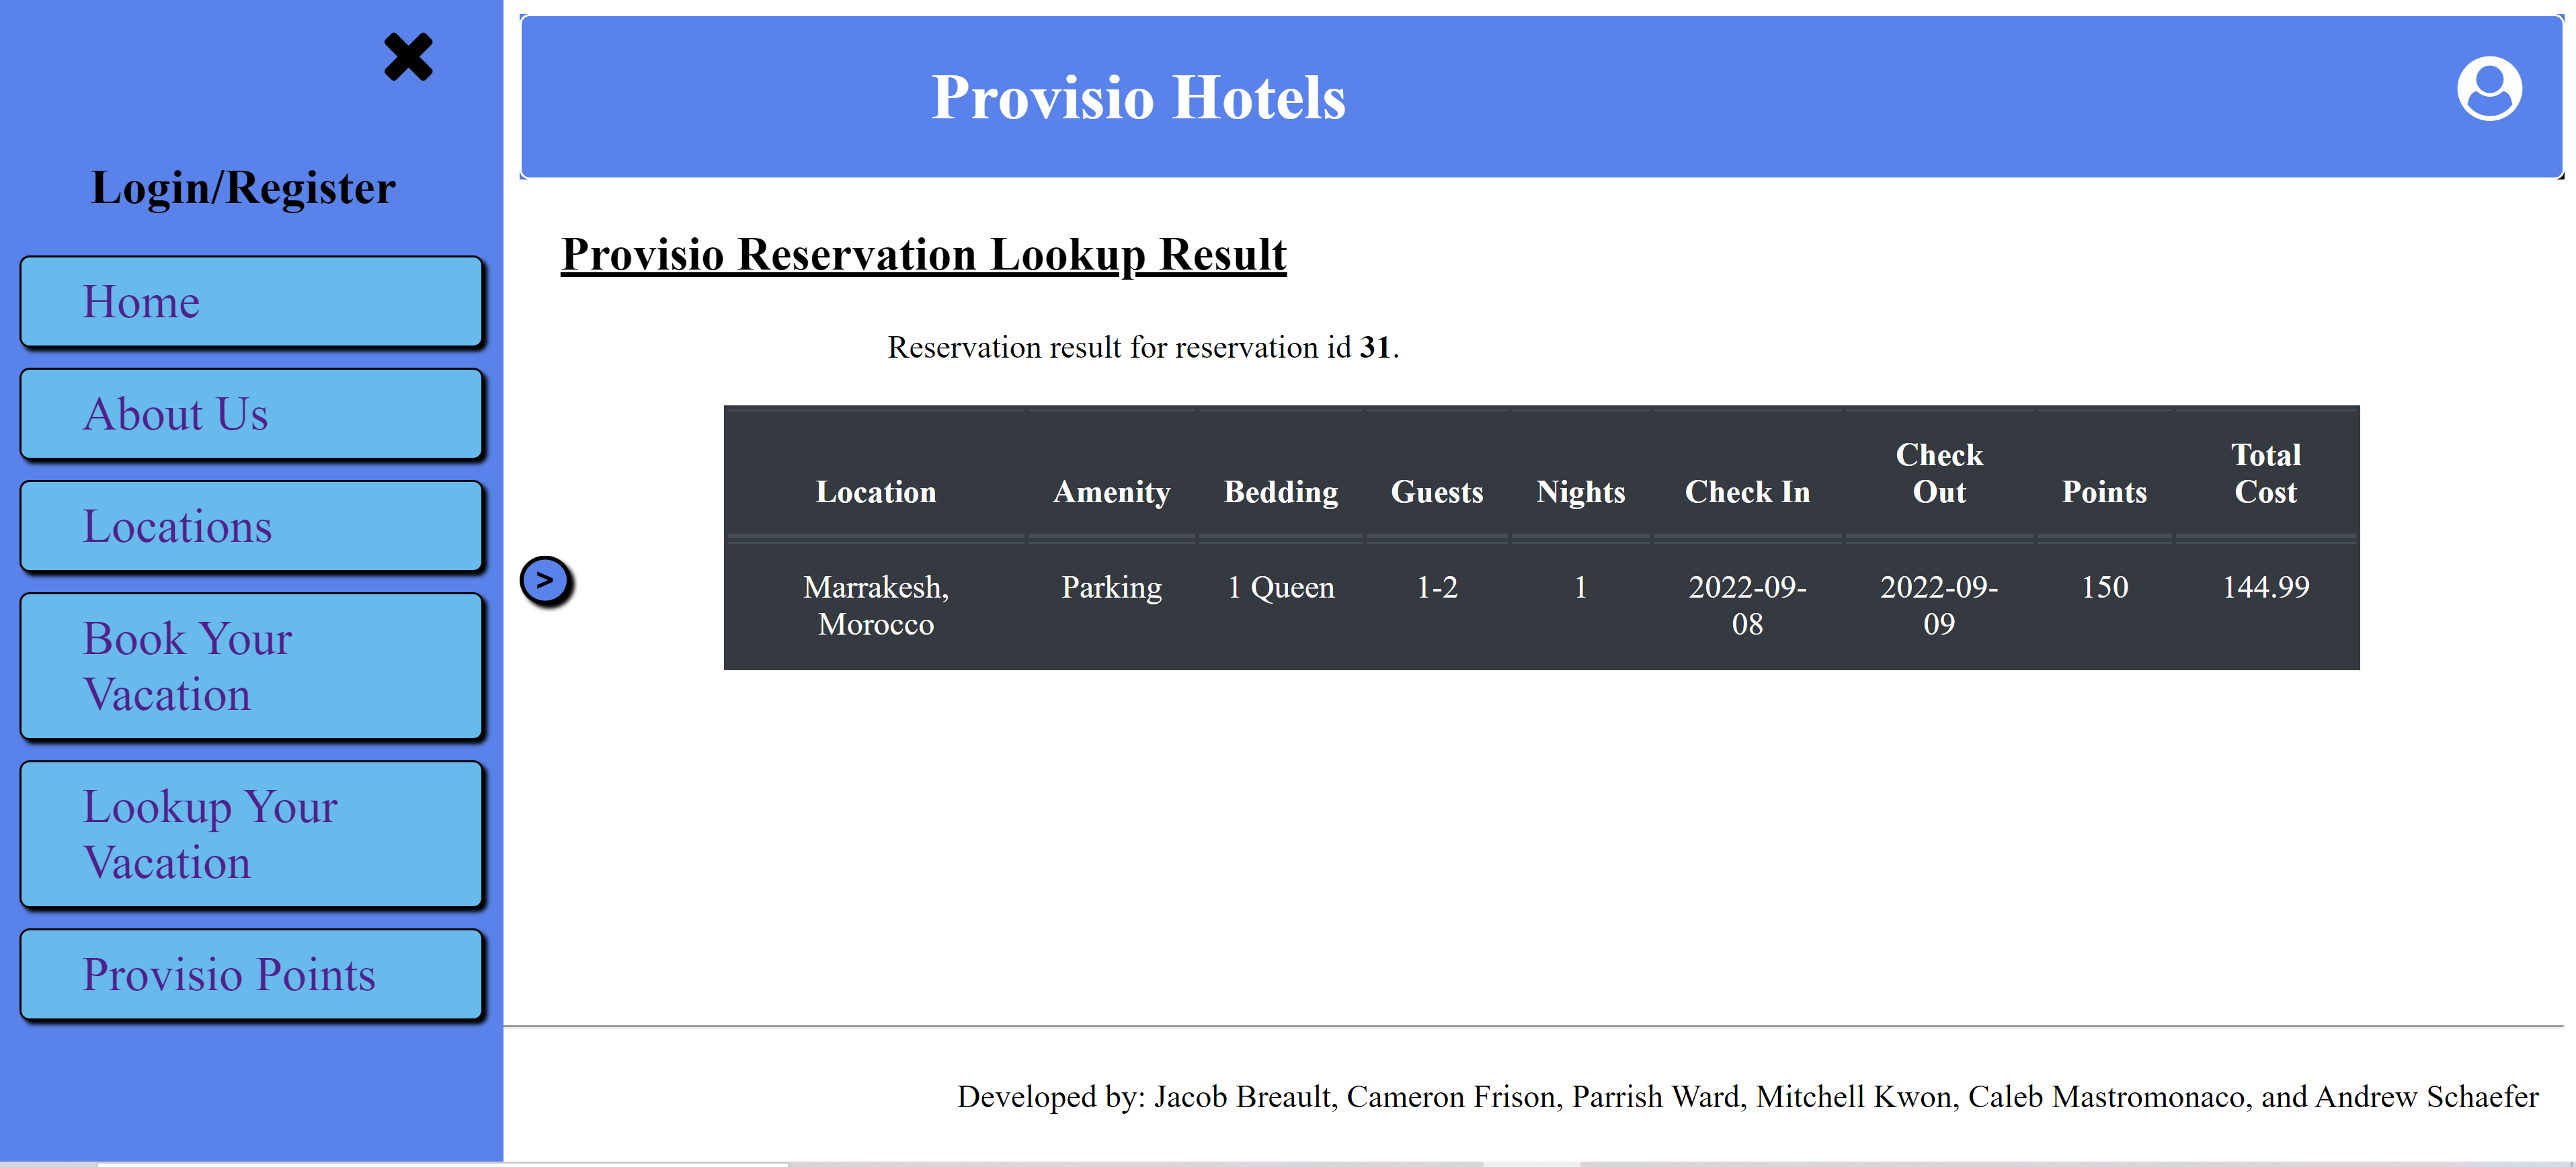 Login/Register
Home
About Us
Locations
Book Your
Vacation
Lookup Your
Vacation
Provisio Points
Provisio Hotels
Provisio Reservation Lookup Result
Reservation result for reservation id 31.
>
Location Amenity Bedding Guests Nights Check In Check Out Points Total Cost
Marrakesh, Morocco Parking 1 Queen 1-2 1 2022-09-08 2022-09-09 150 144.99
Developed by: Jacob Breault, Cameron Frison, Parrish Ward, Mitchell Kwon, Caleb Mastromonaco, and Andrew Schaefer